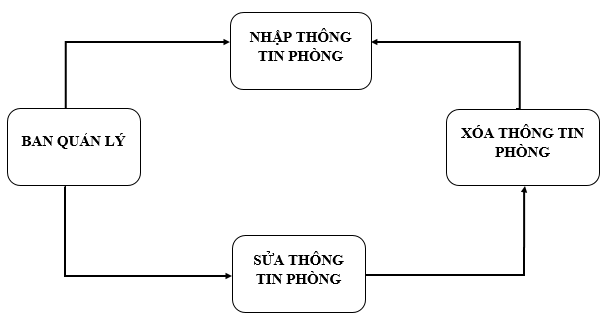 NHẬP THÔNG
TIN PHÒNG
BAN QUẢN LÝ
XÓA THÔNG TIN
PHÒNG
SỬA THÔNG
TIN PHÒNG